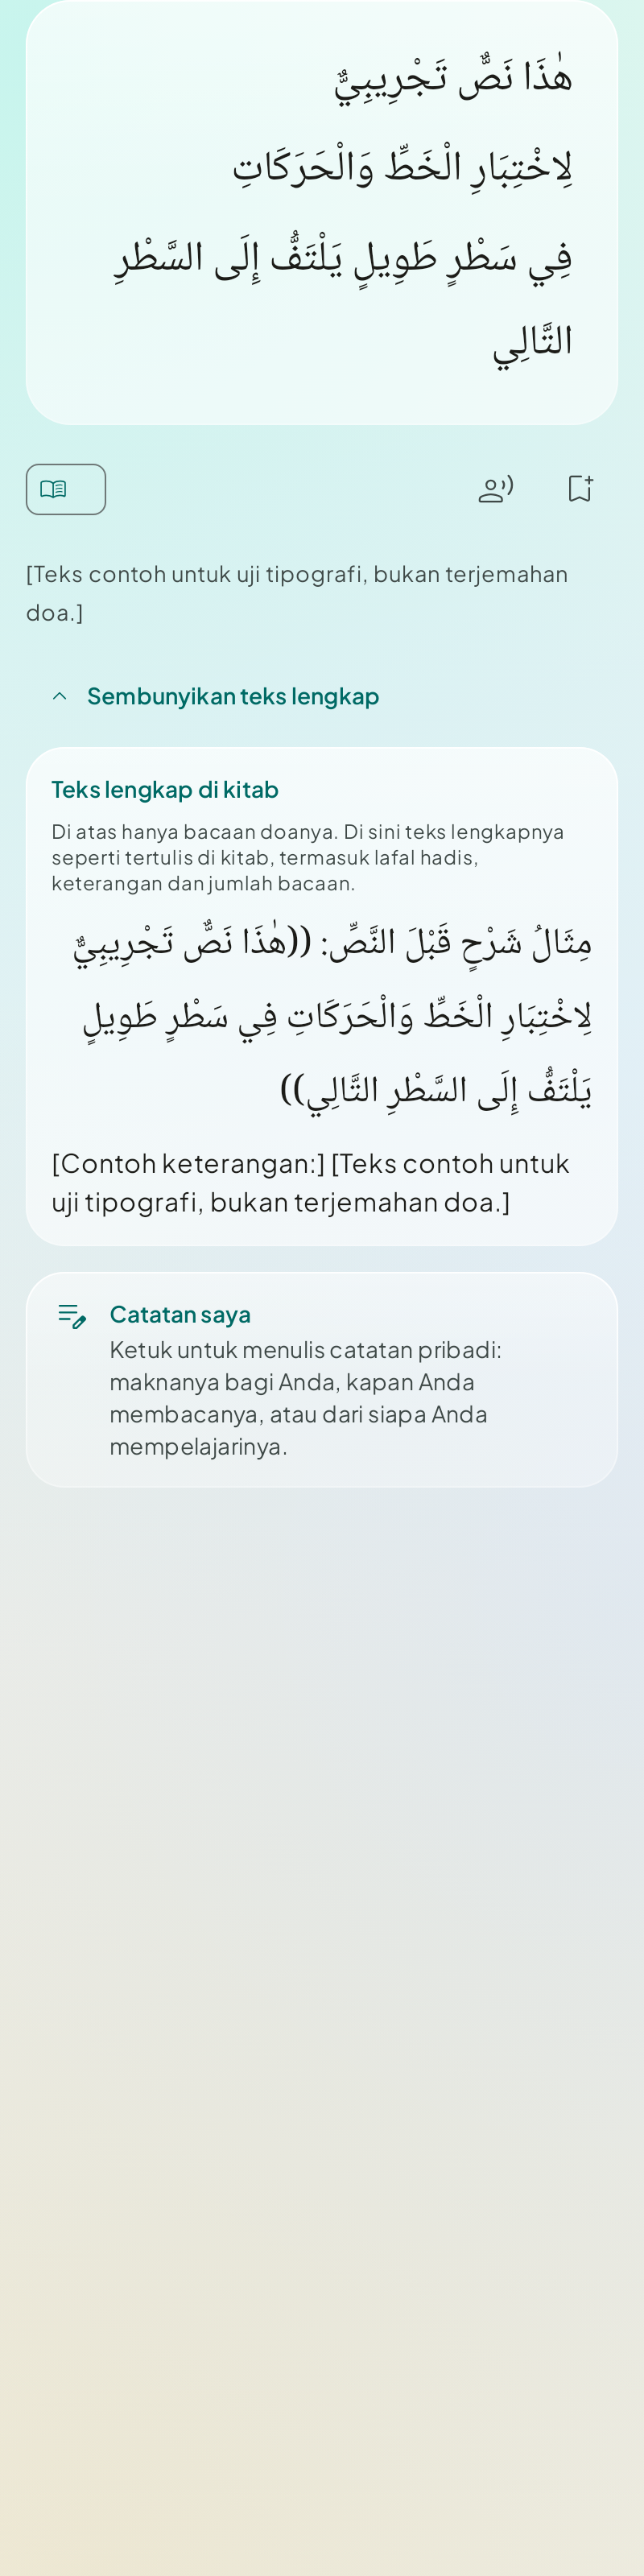 هٰذَا نَصٌّ تَجْرِيبِيٌّ
لِاخْتِبَارِ الْخَطِّ وَالْحَرَكَاتِ
فِي سَطْرٍ طَوِيلٍ يَلْتَفُّ إِلَى السَّطْرِ
التَّالِي
[Teks contoh untuk uji tipografi, bukan terjemahan
doa.]
Sembunyikan teks lengkap
Teks lengkap di kitab
Di atas hanya bacaan doanya. Di sini teks lengkapnya
seperti tertulis di kitab, termasuk lafal hadis,
keterangan dan jumlah bacaan.
مِثَالُ شَرْحٍ قَبْلَ النَّصِّ: ((هٰذَا نَصٌّ تَجْرِيبِيٌّ
لِاخْتِبَارِ الْخَطِّ وَالْحَرَكَاتِ فِي سَطْرٍ طَوِيلٍ
يَلْتَفُّ إِلَى السَّطْرِ التَّالِي))
[Contoh keterangan:] [Teks contoh untuk
uji tipografi, bukan terjemahan doa.]
Catatan saya
Ketuk untuk menulis catatan pribadi:
maknanya bagi Anda, kapan Anda
membacanya, atau dari siapa Anda
mempelajarinya.